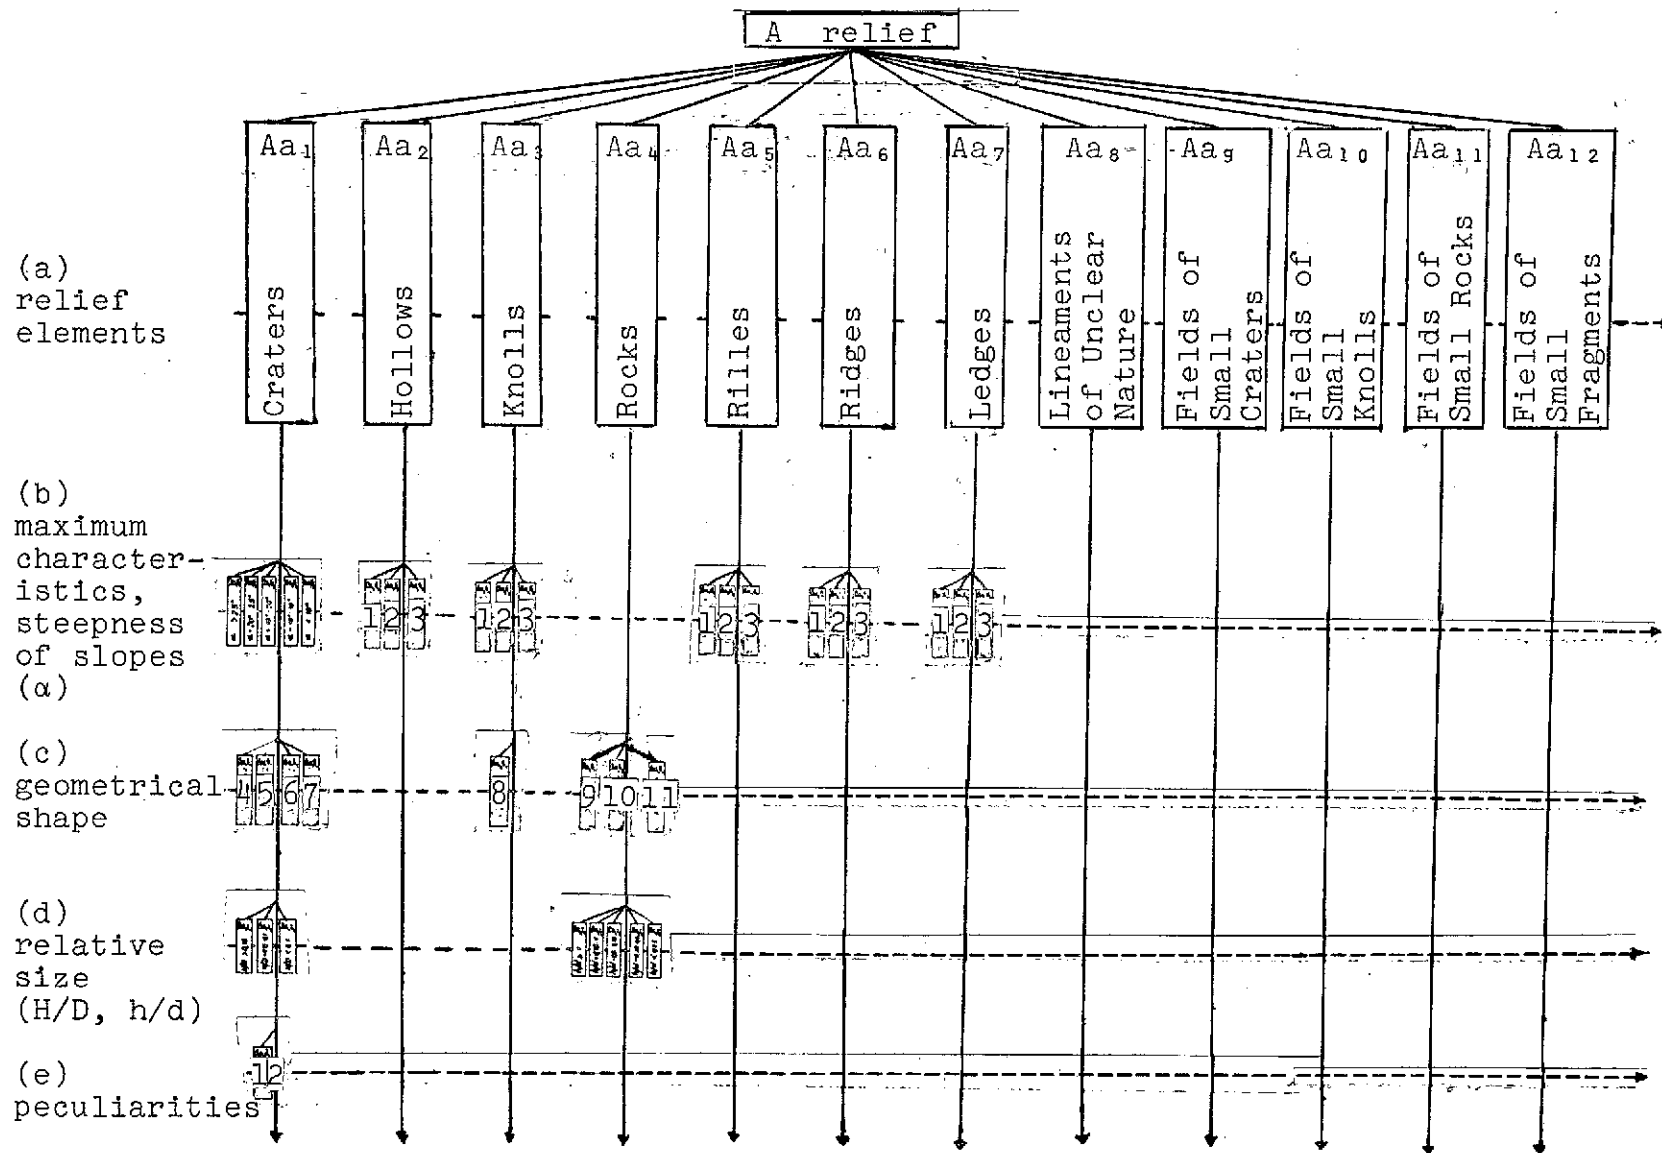 A relief
Aa₁
Aa₂
Aa₃
Aa₄
Aa₅
Aa₆
Aa₇
Aa₈
Aa₉
Aa₁₀
Aa₁₁
Aa₁₂
Craters
Hollows
Knolls
Rocks
Rilles
Ridges
Ledges
Lineaments
of Unclear
Nature
Fields of
Small
Craters
Fields of
Small
Knolls
Fields of
Small Rocks
Fields of
Small
Fragments
(a)
relief
elements
(b)
maximum
character-
istics,
steepness
of slopes
(α)
1 2 3
1 2 3
1 2 3
1 2 3
1 2 3
(c)
geometrical
shape
4 5 6 7
8
9 10 11
(d)
relative
size
(H/D, h/d)
(e)
peculiarities
12